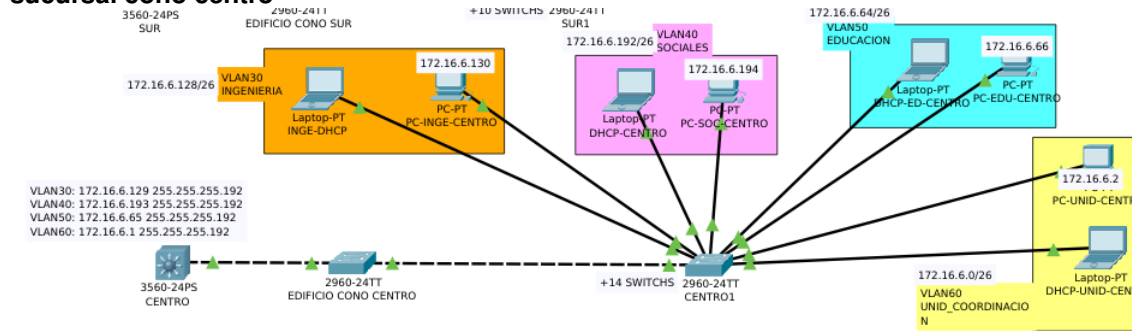 sucursal cono centro
3560-24PS
SUR
2960-24TT
EDIFICIO CONO SUR
+10 SWITCHS 2960-24TT
SUR1
172.16.6.128/26
VLAN30
INGENIERIA
172.16.6.130
Laptop-PT
INGE-DHCP
PC-PT
PC-INGE-CENTRO
172.16.6.192/26
VLAN40
SOCIALES
172.16.6.194
Laptop-PT
DHCP-CENTRO
PC-PT
PC-SOC-CENTRO
172.16.6.64/26
VLAN50
EDUCACION
172.16.6.66
Laptop-PT
DHCP-ED-CENTRO
PC-PT
PC-EDU-CENTRO
172.16.6.2
PC-UNID-CENTR
VLAN30: 172.16.6.129 255.255.255.192
VLAN40: 172.16.6.193 255.255.255.192
VLAN50: 172.16.6.65 255.255.255.192
VLAN60: 172.16.6.1 255.255.255.192
3560-24PS
CENTRO
2960-24TT
EDIFICIO CONO CENTRO
+14 SWITCHS
2960-24TT
CENTRO1
172.16.6.0/26
VLAN60
UNID_COORDINACIO
N
Laptop-PT
DHCP-UNID-CEN